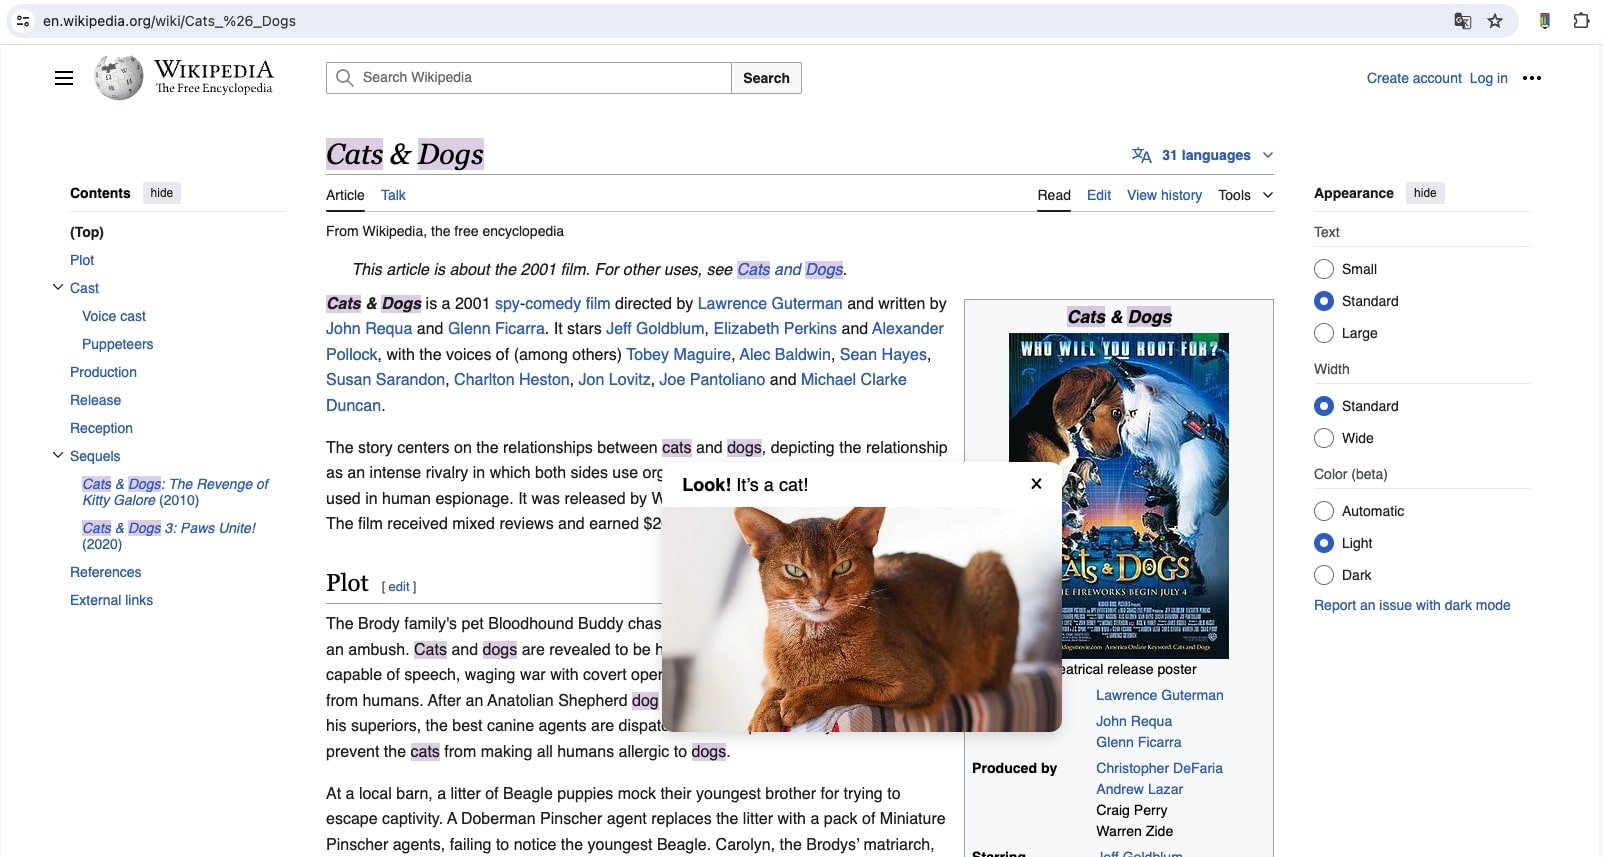 en.wikipedia.org/wiki/Cats_%26_Dogs
WIKIPEDIA
The Free Encyclopedia
Search Wikipedia
Search
Create account Log in
Cats & Dogs
31 languages
Article Talk
Read Edit View history Tools
From Wikipedia, the free encyclopedia
Contents hide
(Top)
Plot
Cast
Voice cast
Puppeteers
Production
Release
Reception
Sequels
Cats & Dogs: The Revenge of
Kitty Galore (2010)
Cats & Dogs 3: Paws Unite!
(2020)
References
External links
This article is about the 2001 film. For other uses, see Cats and Dogs.
Cats & Dogs is a 2001 spy-comedy film directed by Lawrence Guterman and written by
John Requa and Glenn Ficarra. It stars Jeff Goldblum, Elizabeth Perkins and Alexander
Pollock, with the voices of (among others) Tobey Maguire, Alec Baldwin, Sean Hayes,
Susan Sarandon, Charlton Heston, Jon Lovitz, Joe Pantoliano and Michael Clarke
Duncan.
The story centers on the relationships between cats and dogs, depicting the relationship
as an intense rivalry in which both sides use
used in human espionage. It was released by
The film received mixed reviews and earned
Plot [ edit ]
The Brody family's pet Bloodhound Buddy
an ambush. Cats and dogs are revealed to be
capable of speech, waging war with covert
from humans. After an Anatolian Shepherd dog
his superiors, the best canine agents are
prevent the cats from making all humans allergic to dogs.
At a local barn, a litter of Beagle puppies mock their youngest brother for trying to
escape captivity. A Doberman Pinscher agent replaces the litter with a pack of Miniature
Pinscher agents, failing to notice the youngest Beagle. Carolyn, the Brodys' matriarch,
Look! It's a cat!
Cats & Dogs
WHO WILL YOU ROOT FOR?
& DOGS
FIREWORKS BEGIN JULY 4
America Online Keyword: Cats and Dogs
release poster
Lawrence Guterman
John Requa
Glenn Ficarra
Produced by Christopher DeFaria
Andrew Lazar
Craig Perry
Warren Zide
Starring Jeff Goldblum
Appearance hide
Text
Small
Standard
Large
Width
Standard
Wide
Color (beta)
Automatic
Light
Dark
Report an issue with dark mode